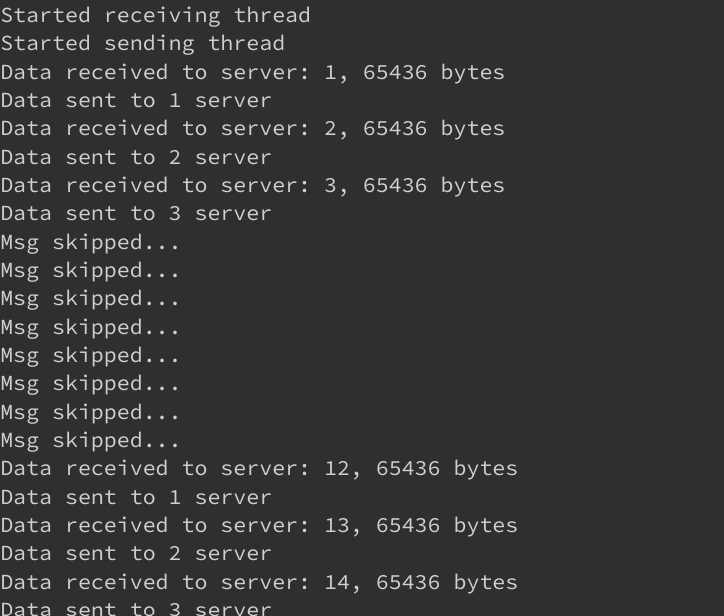 Started receiving thread
Started sending thread
Data received to server: 1, 65436 bytes
Data sent to 1 server
Data received to server: 2, 65436 bytes
Data sent to 2 server
Data received to server: 3, 65436 bytes
Data sent to 3 server
Msg skipped...
Msg skipped...
Msg skipped...
Msg skipped...
Msg skipped...
Msg skipped...
Msg skipped...
Msg skipped...
Data received to server: 12, 65436 bytes
Data sent to 1 server
Data received to server: 13, 65436 bytes
Data sent to 2 server
Data received to server: 14, 65436 bytes
Data sent to 3 server